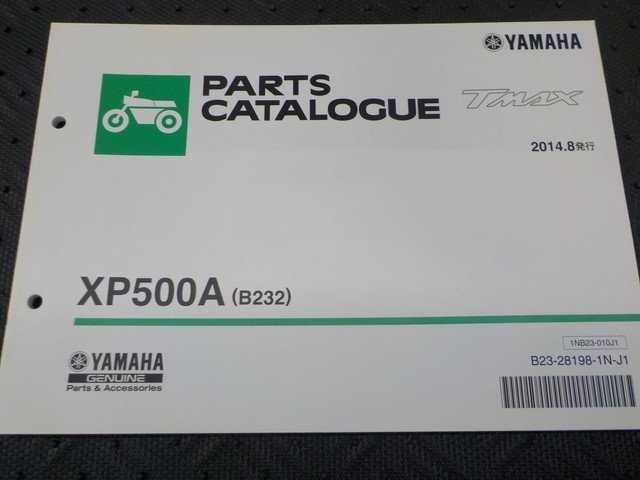 YAMAHA
PARTS
CATALOGUE
TMAX
2014.8発行
XP500A (B232)
1NB23-010J1
B23-28198-1N-J1
YAMAHA
GENUINE
Parts & Accessories